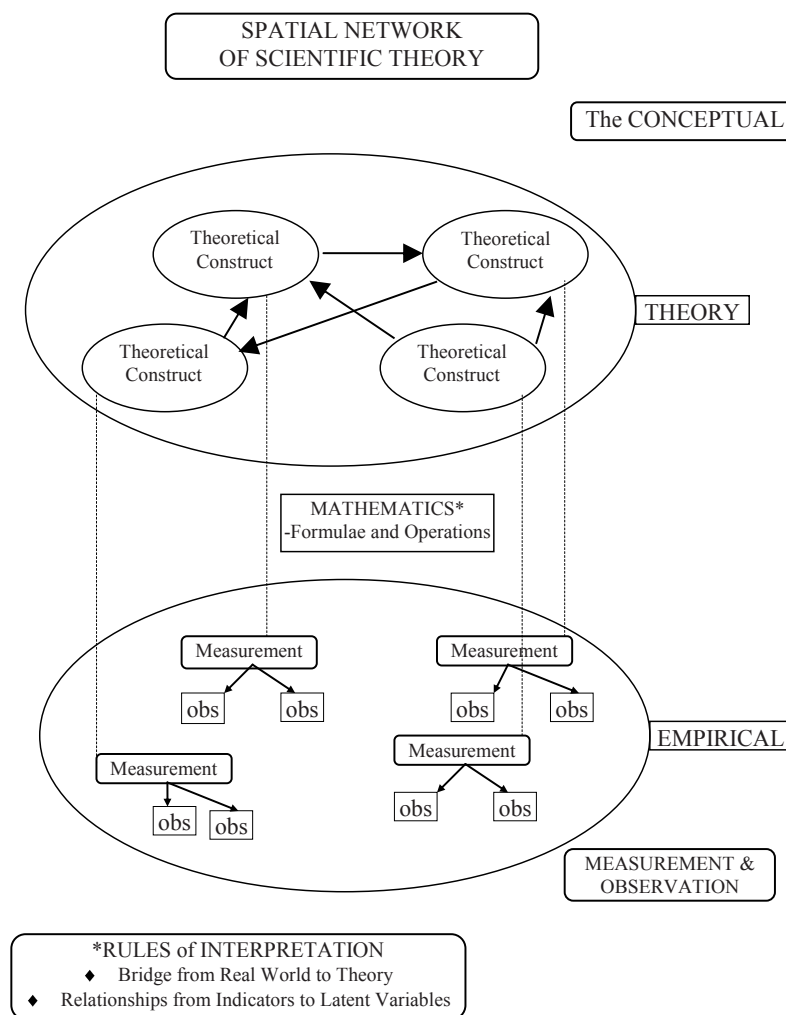 SPATIAL NETWORK
OF SCIENTIFIC THEORY
The CONCEPTUAL
Theoretical
Construct
Theoretical
Construct
THEORY
Theoretical
Construct
Theoretical
Construct
MATHEMATICS*
-Formulae and Operations
Measurement
Measurement
obs
obs
obs
obs
EMPIRICAL
Measurement
Measurement
obs
obs
obs
obs
MEASUREMENT &
OBSERVATION
*RULES of INTERPRETATION
♦ Bridge from Real World to Theory
♦ Relationships from Indicators to Latent Variables